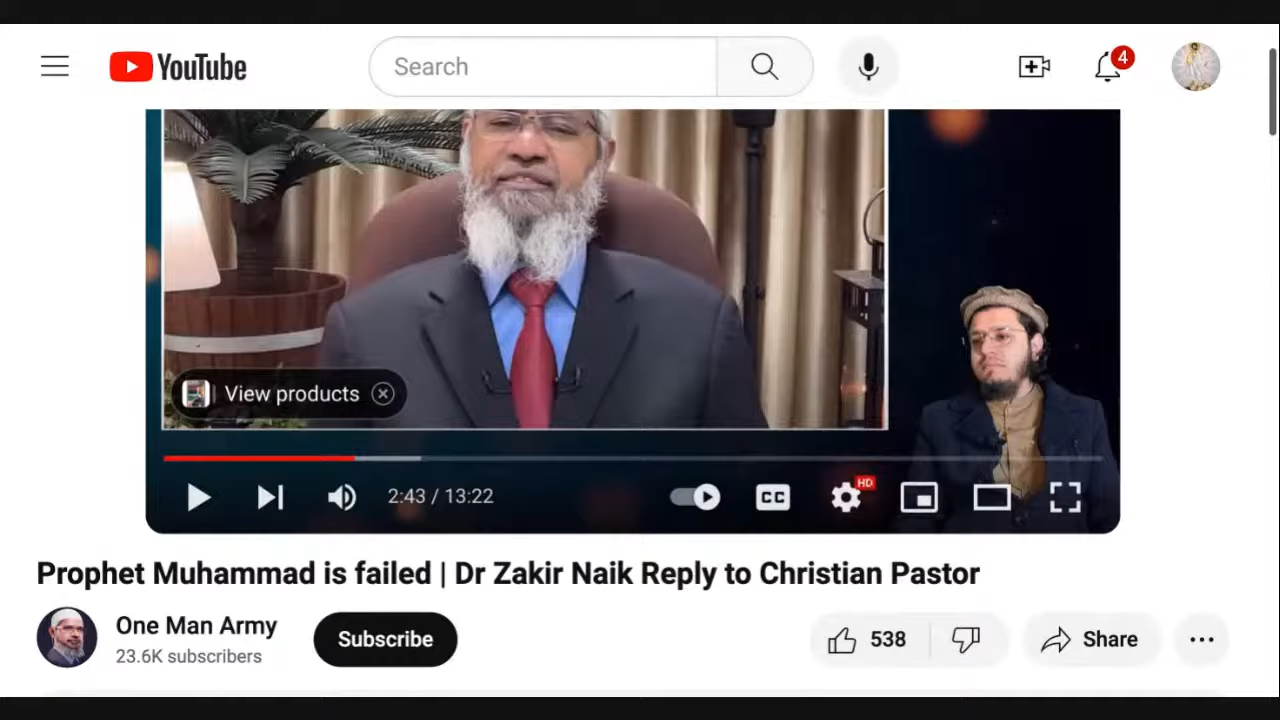 YouTube
Search
4
View products
2:43 / 13:22
CC
HD
Prophet Muhammad is failed | Dr Zakir Naik Reply to Christian Pastor
One Man Army
23.6K subscribers
Subscribe
538
Share